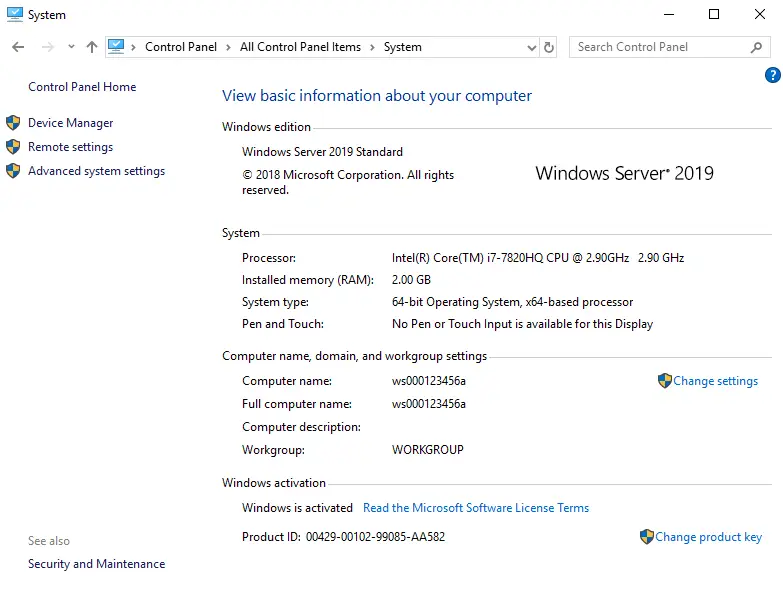 System
Control Panel > All Control Panel Items > System
Search Control Panel
?
Control Panel Home
Device Manager
Remote settings
Advanced system settings
View basic information about your computer
Windows edition
Windows Server 2019 Standard
© 2018 Microsoft Corporation. All rights
reserved.
Windows Server® 2019
System
Processor: Intel(R) Core(TM) i7-7820HQ CPU @ 2.90GHz 2.90 GHz
Installed memory (RAM): 2.00 GB
System type: 64-bit Operating System, x64-based processor
Pen and Touch: No Pen or Touch Input is available for this Display
Computer name, domain, and workgroup settings
Computer name: ws000123456a
Change settings
Full computer name: ws000123456a
Computer description:
Workgroup: WORKGROUP
Windows activation
Windows is activated Read the Microsoft Software License Terms
Product ID: 00429-00102-99085-AA582
Change product key
See also
Security and Maintenance